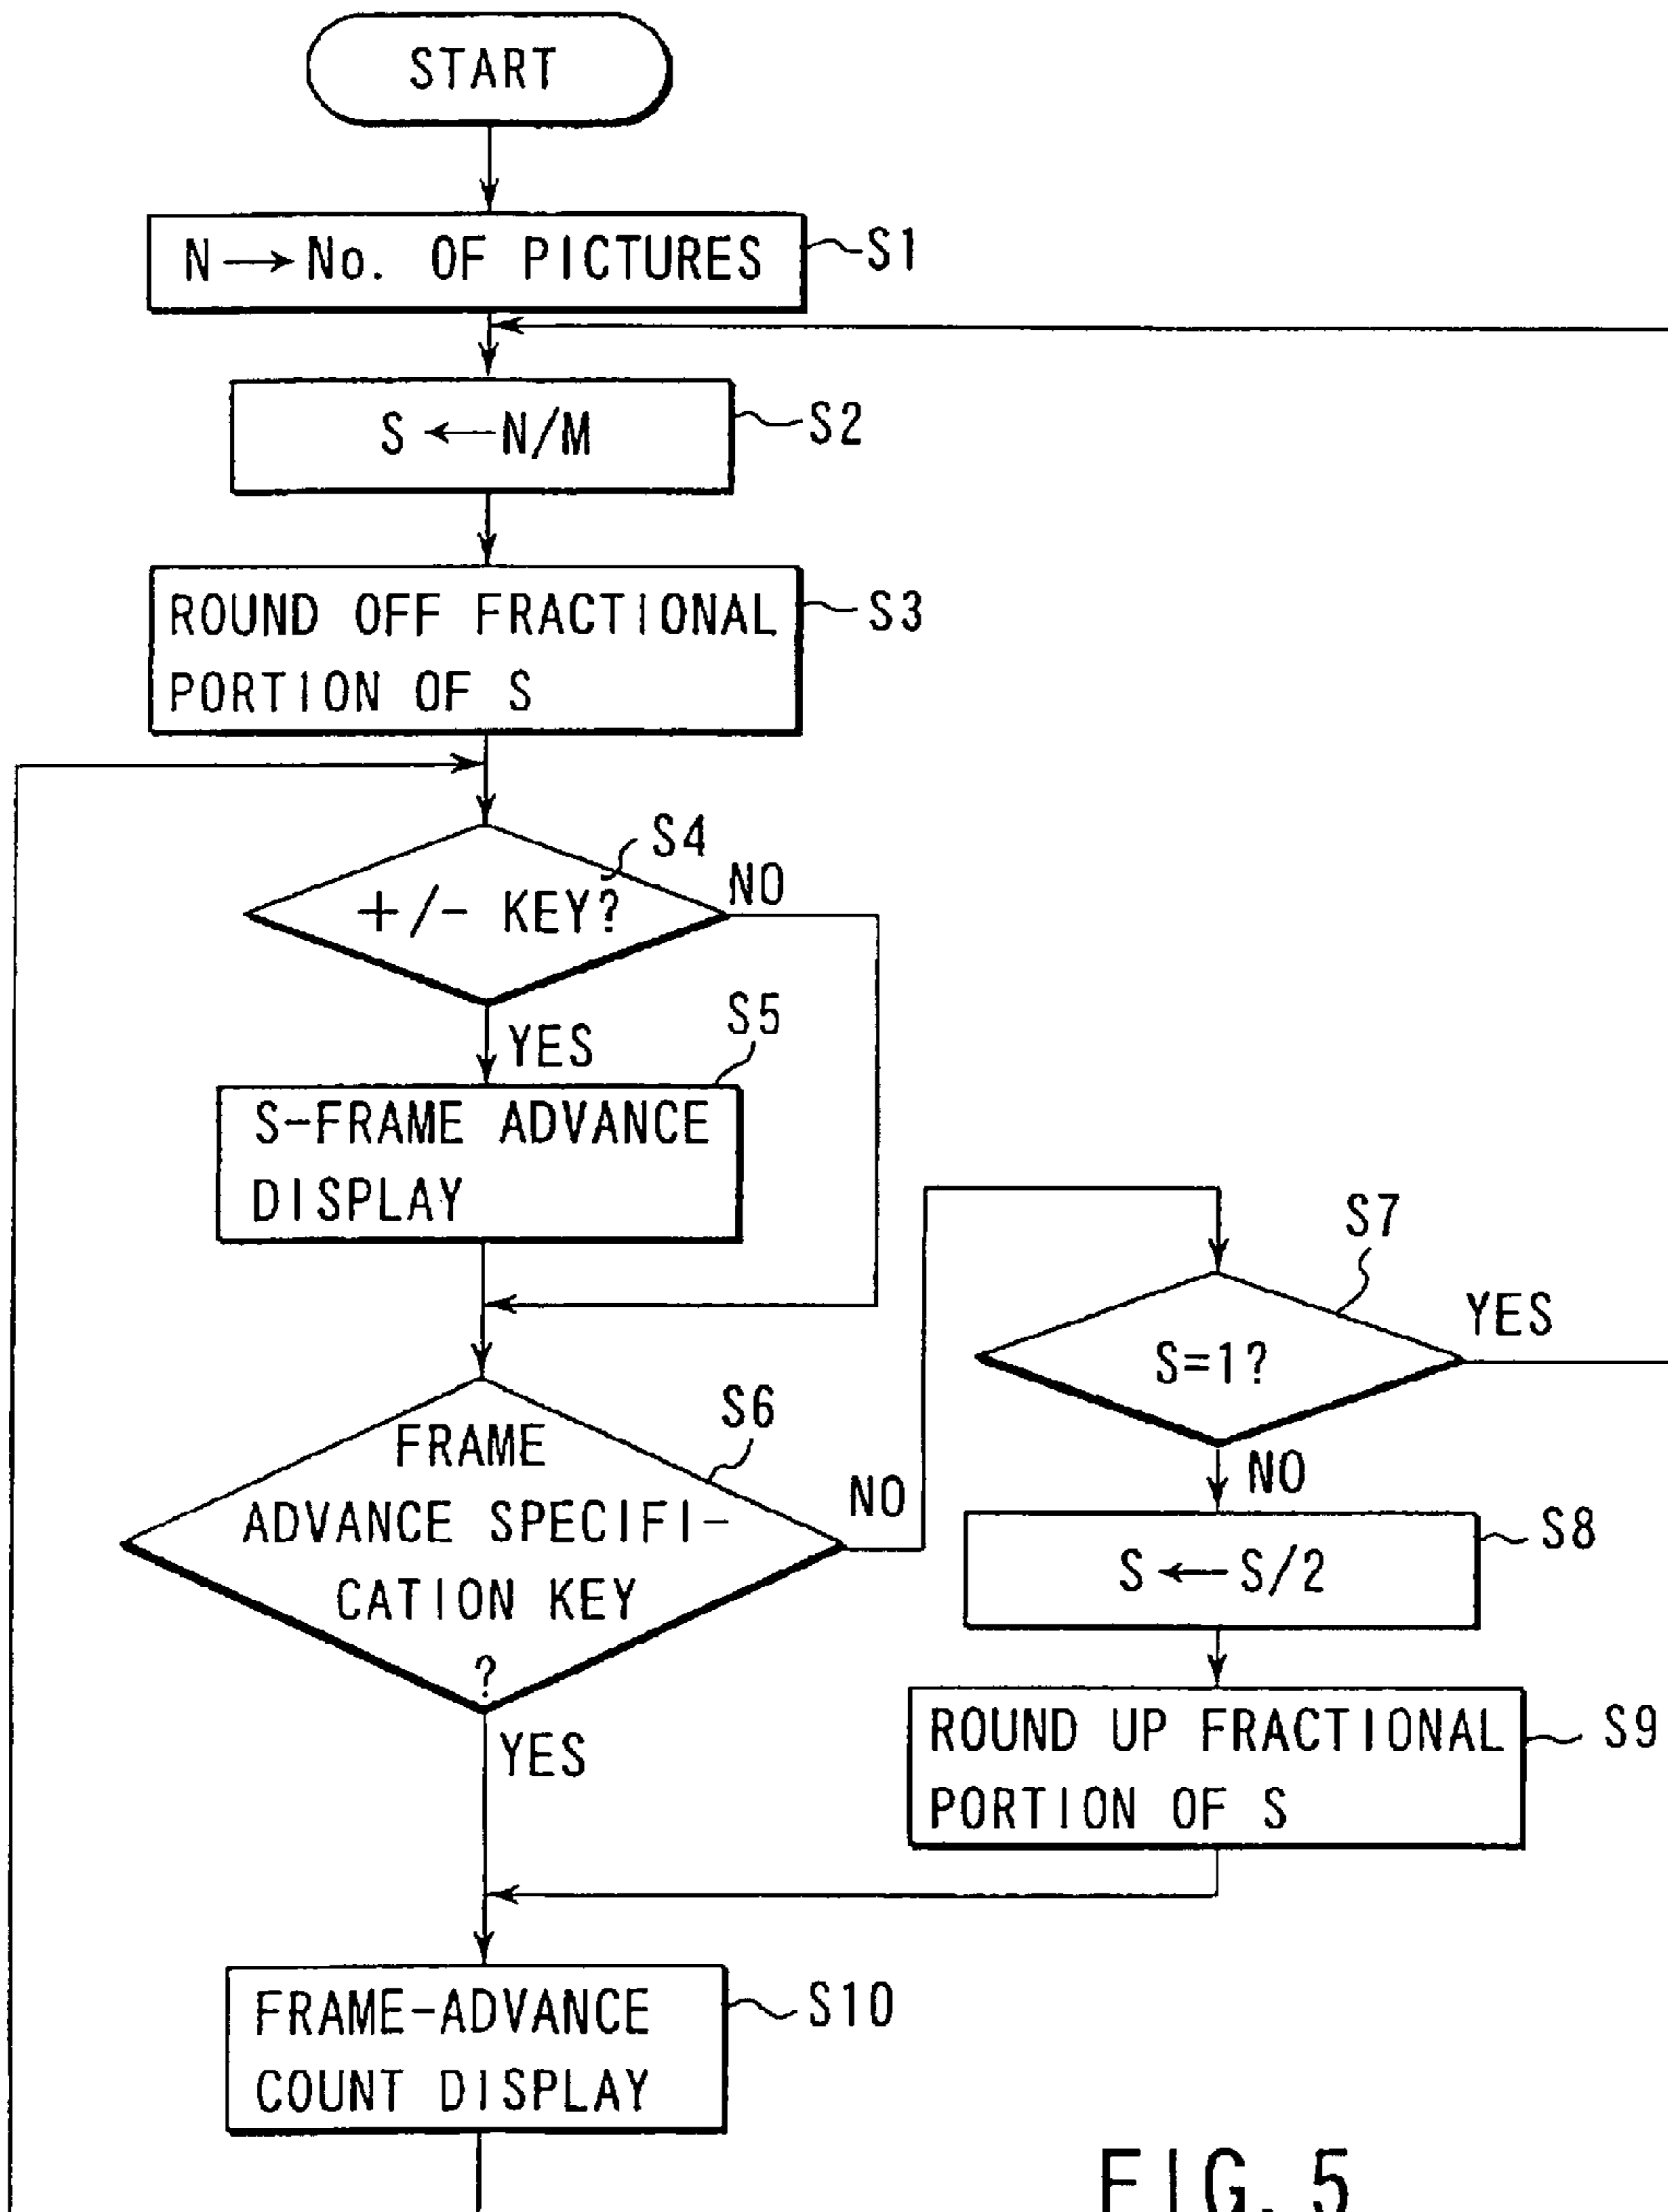 START
N→No. OF PICTURES
S1
S←N/M
S2
ROUND OFF FRACTIONAL
PORTION OF S
S3
+/- KEY?
S4
NO
YES
S5
S-FRAME ADVANCE
DISPLAY
FRAME
ADVANCE SPECIFI-
CATION KEY
?
S6
NO
YES
S7
S=1?
YES
NO
S←S/2
S8
ROUND UP FRACTIONAL
PORTION OF S
S9
FRAME-ADVANCE
COUNT DISPLAY
S10
FIG. 5